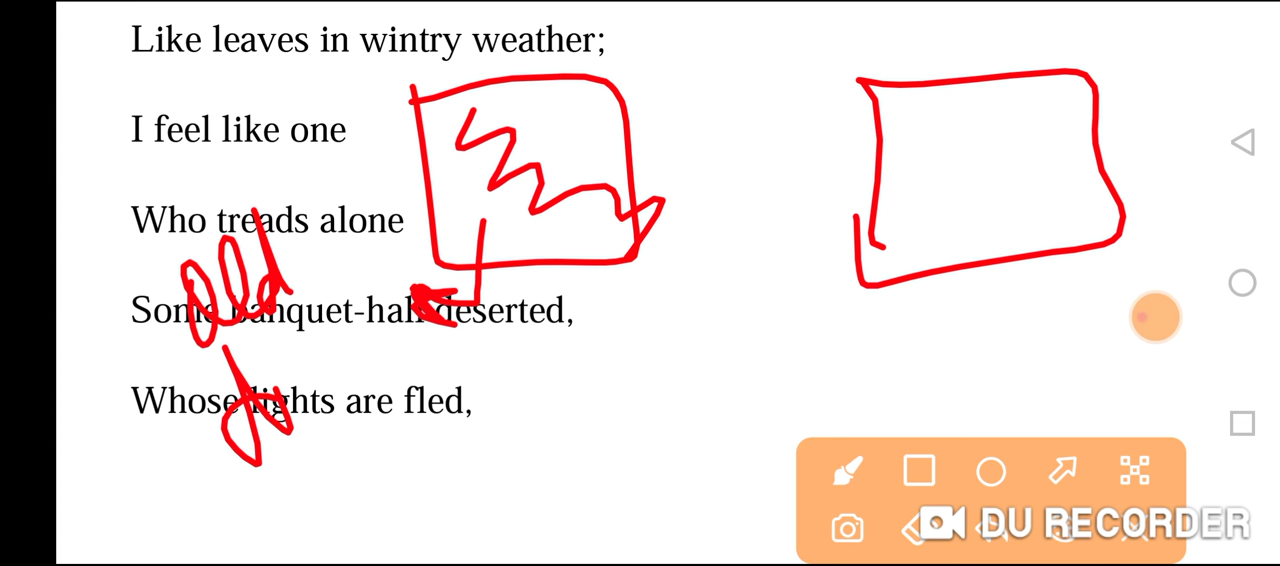 Like leaves in wintry weather;
I feel like one
Who treads alone
Old
Some banquet-hall deserted,
Whose lights are fled,
DU RECORDER